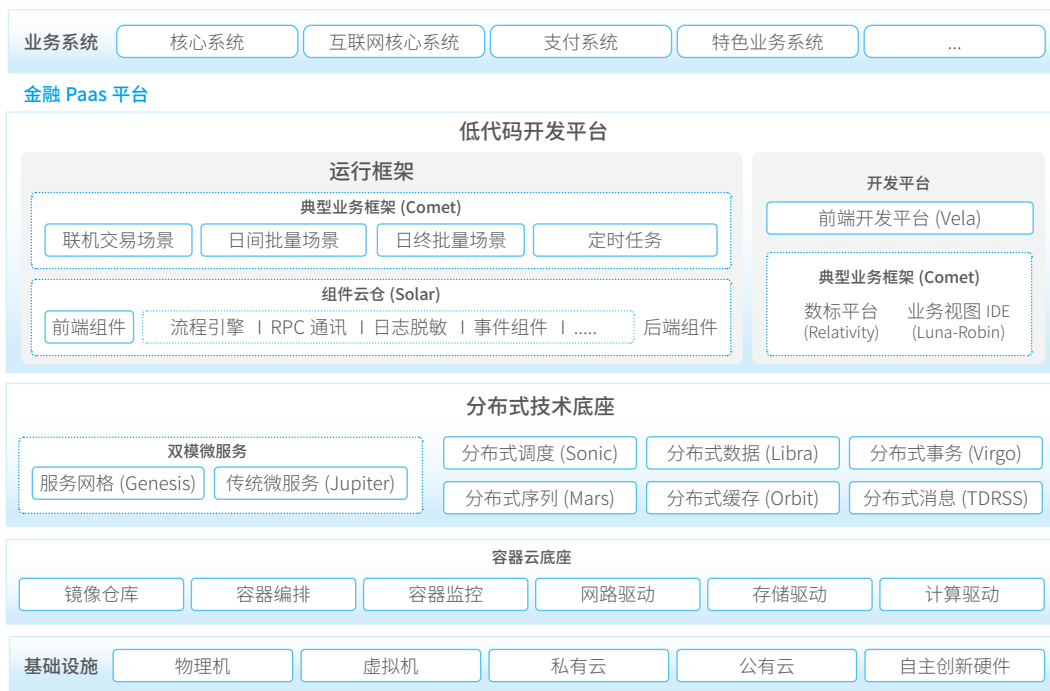 业务系统 核心系统 互联网核心系统 支付系统 特色业务系统 ...
金融 Paas 平台
低代码开发平台
运行框架
典型业务框架 (Comet)
联机交易场景 日间批量场景 日终批量场景 定时任务
组件云仓 (Solar)
前端组件 流程引擎 | RPC 通讯 | 日志脱敏 | 事件组件 | ..... 后端组件
开发平台
前端开发平台 (Vela)
典型业务框架 (Comet)
数标平台 业务视图 IDE
(Relativity) (Luna-Robin)
分布式技术底座
双模微服务
服务网格 (Genesis) 传统微服务 (Jupiter)
分布式调度 (Sonic) 分布式数据 (Libra) 分布式事务 (Virgo)
分布式序列 (Mars) 分布式缓存 (Orbit) 分布式消息 (TDRSS)
容器云底座
镜像仓库 容器编排 容器监控 网路驱动 存储驱动 计算驱动
基础设施 物理机 虚拟机 私有云 公有云 自主创新硬件